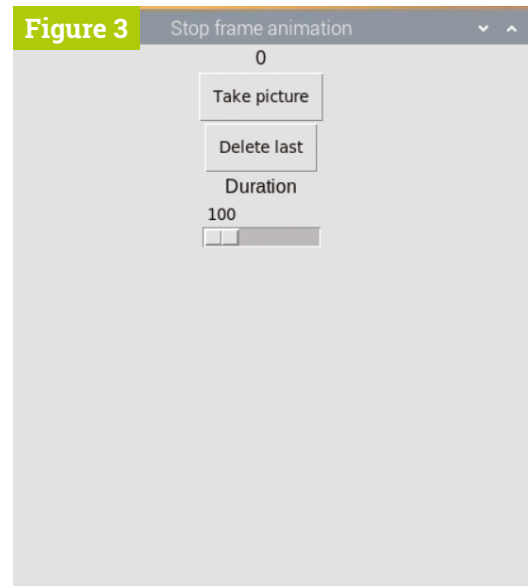 Figure 3
Stop frame animation
0
Take picture
Delete last
Duration
100